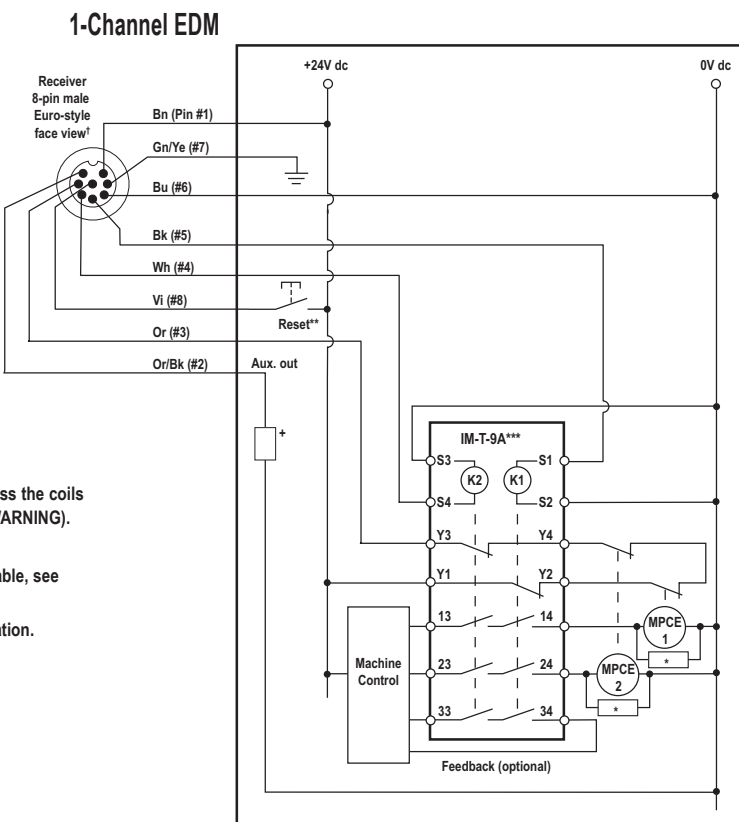 1-Channel EDM
+24V dc
0V dc
Receiver
8-pin male
Euro-style
face view†
Bn (Pin #1)
Gn/Ye (#7)
Bu (#6)
Bk (#5)
Wh (#4)
Vi (#8)
Reset**
Or (#3)
Or/Bk (#2)
Aux. out
+
IM-T-9A***
S3
K2
K1
S1
S4
S2
Y3
Y4
Y1
Y2
13
14
MPCE
1
*
Machine
Control
23
24
MPCE
2
*
33
34
Feedback (optional)
ss the coils
ARNING).
able, see
ation.